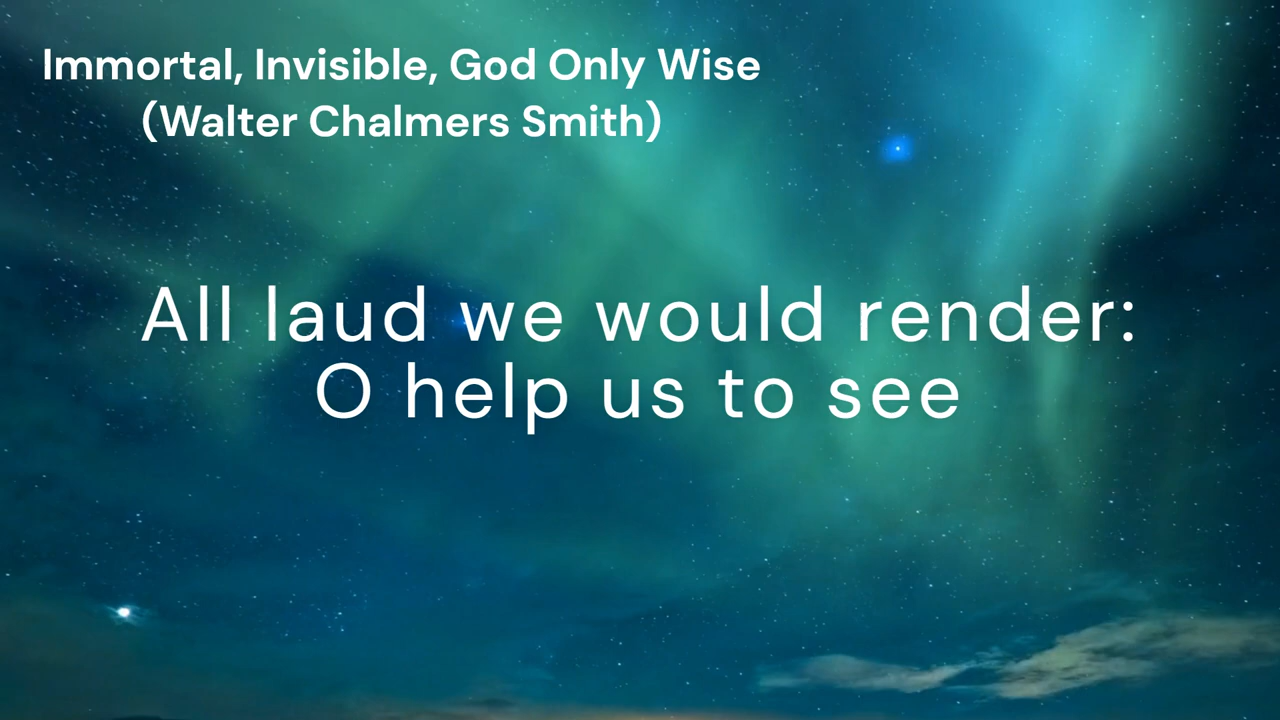 Immortal, Invisible, God Only Wise
(Walter Chalmers Smith)
All laud we would render:
O help us to see